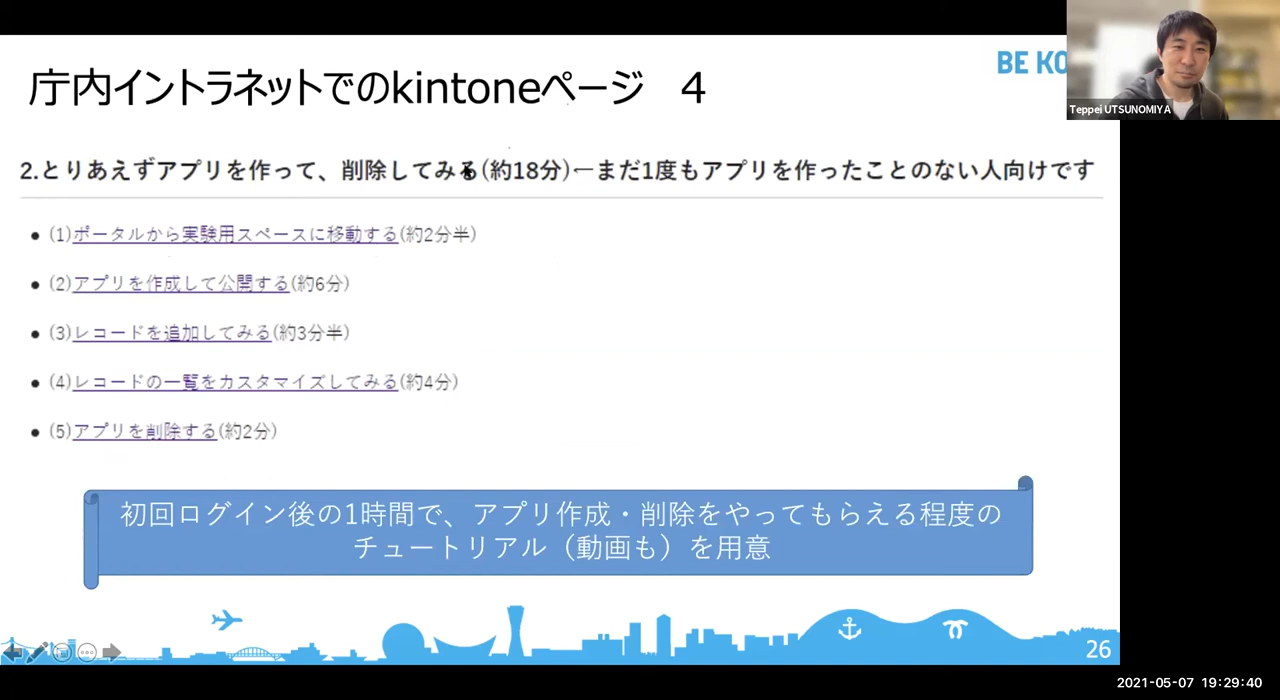 庁内イントラネットでのkintoneページ 4
BE KO
Teppei UTSUNOMIYA
2.とりあえずアプリを作って、削除してみる(約18分)←まだ1度もアプリを作ったことのない人向けです
(1)ポータルから実験用スペースに移動する(約2分半)
(2)アプリを作成して公開する(約6分)
(3)レコードを追加してみる(約3分半)
(4)レコードの一覧をカスタマイズしてみる(約4分)
(5)アプリを削除する(約2分)
初回ログイン後の1時間で、アプリ作成・削除をやってもらえる程度の
チュートリアル（動画も）を用意
26
2021-05-07 19:29:40